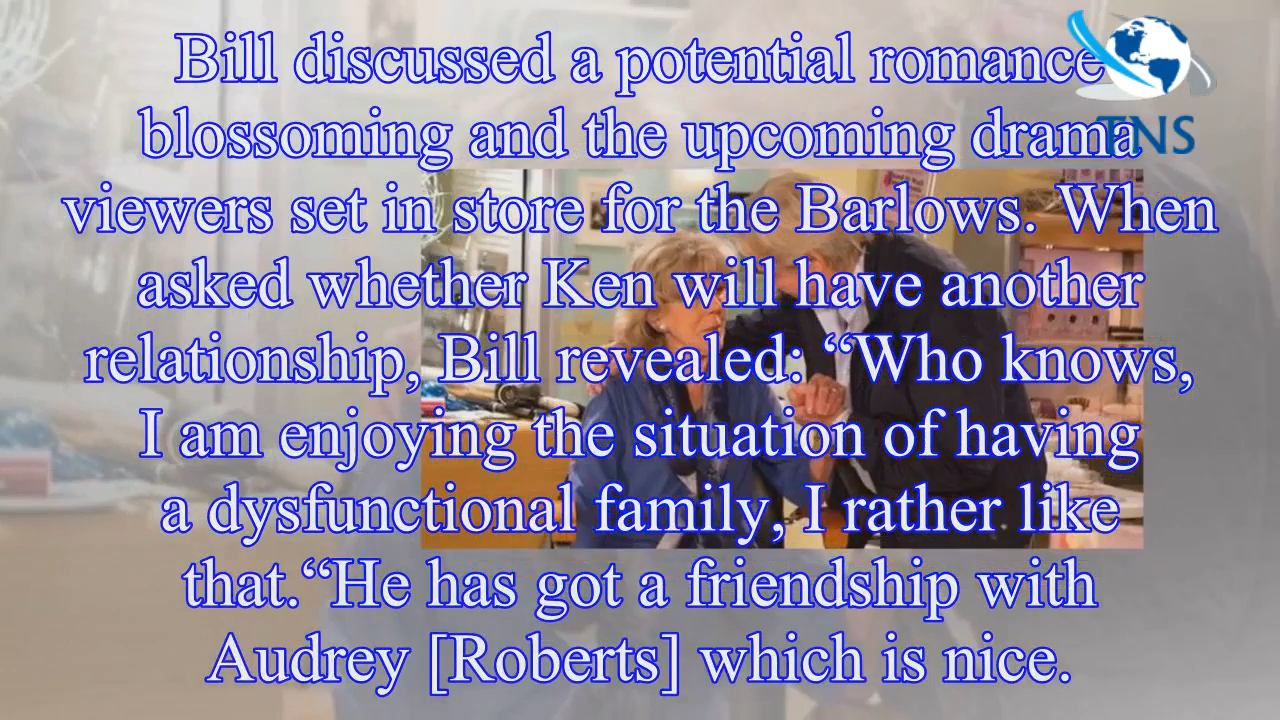 Bill discussed a potential romance
blossoming and the upcoming drama
viewers set in store for the Barlows. When
asked whether Ken will have another
relationship, Bill revealed: “Who knows,
I am enjoying the situation of having
a dysfunctional family, I rather like
that.“He has got a friendship with
Audrey [Roberts] which is nice.
TNS